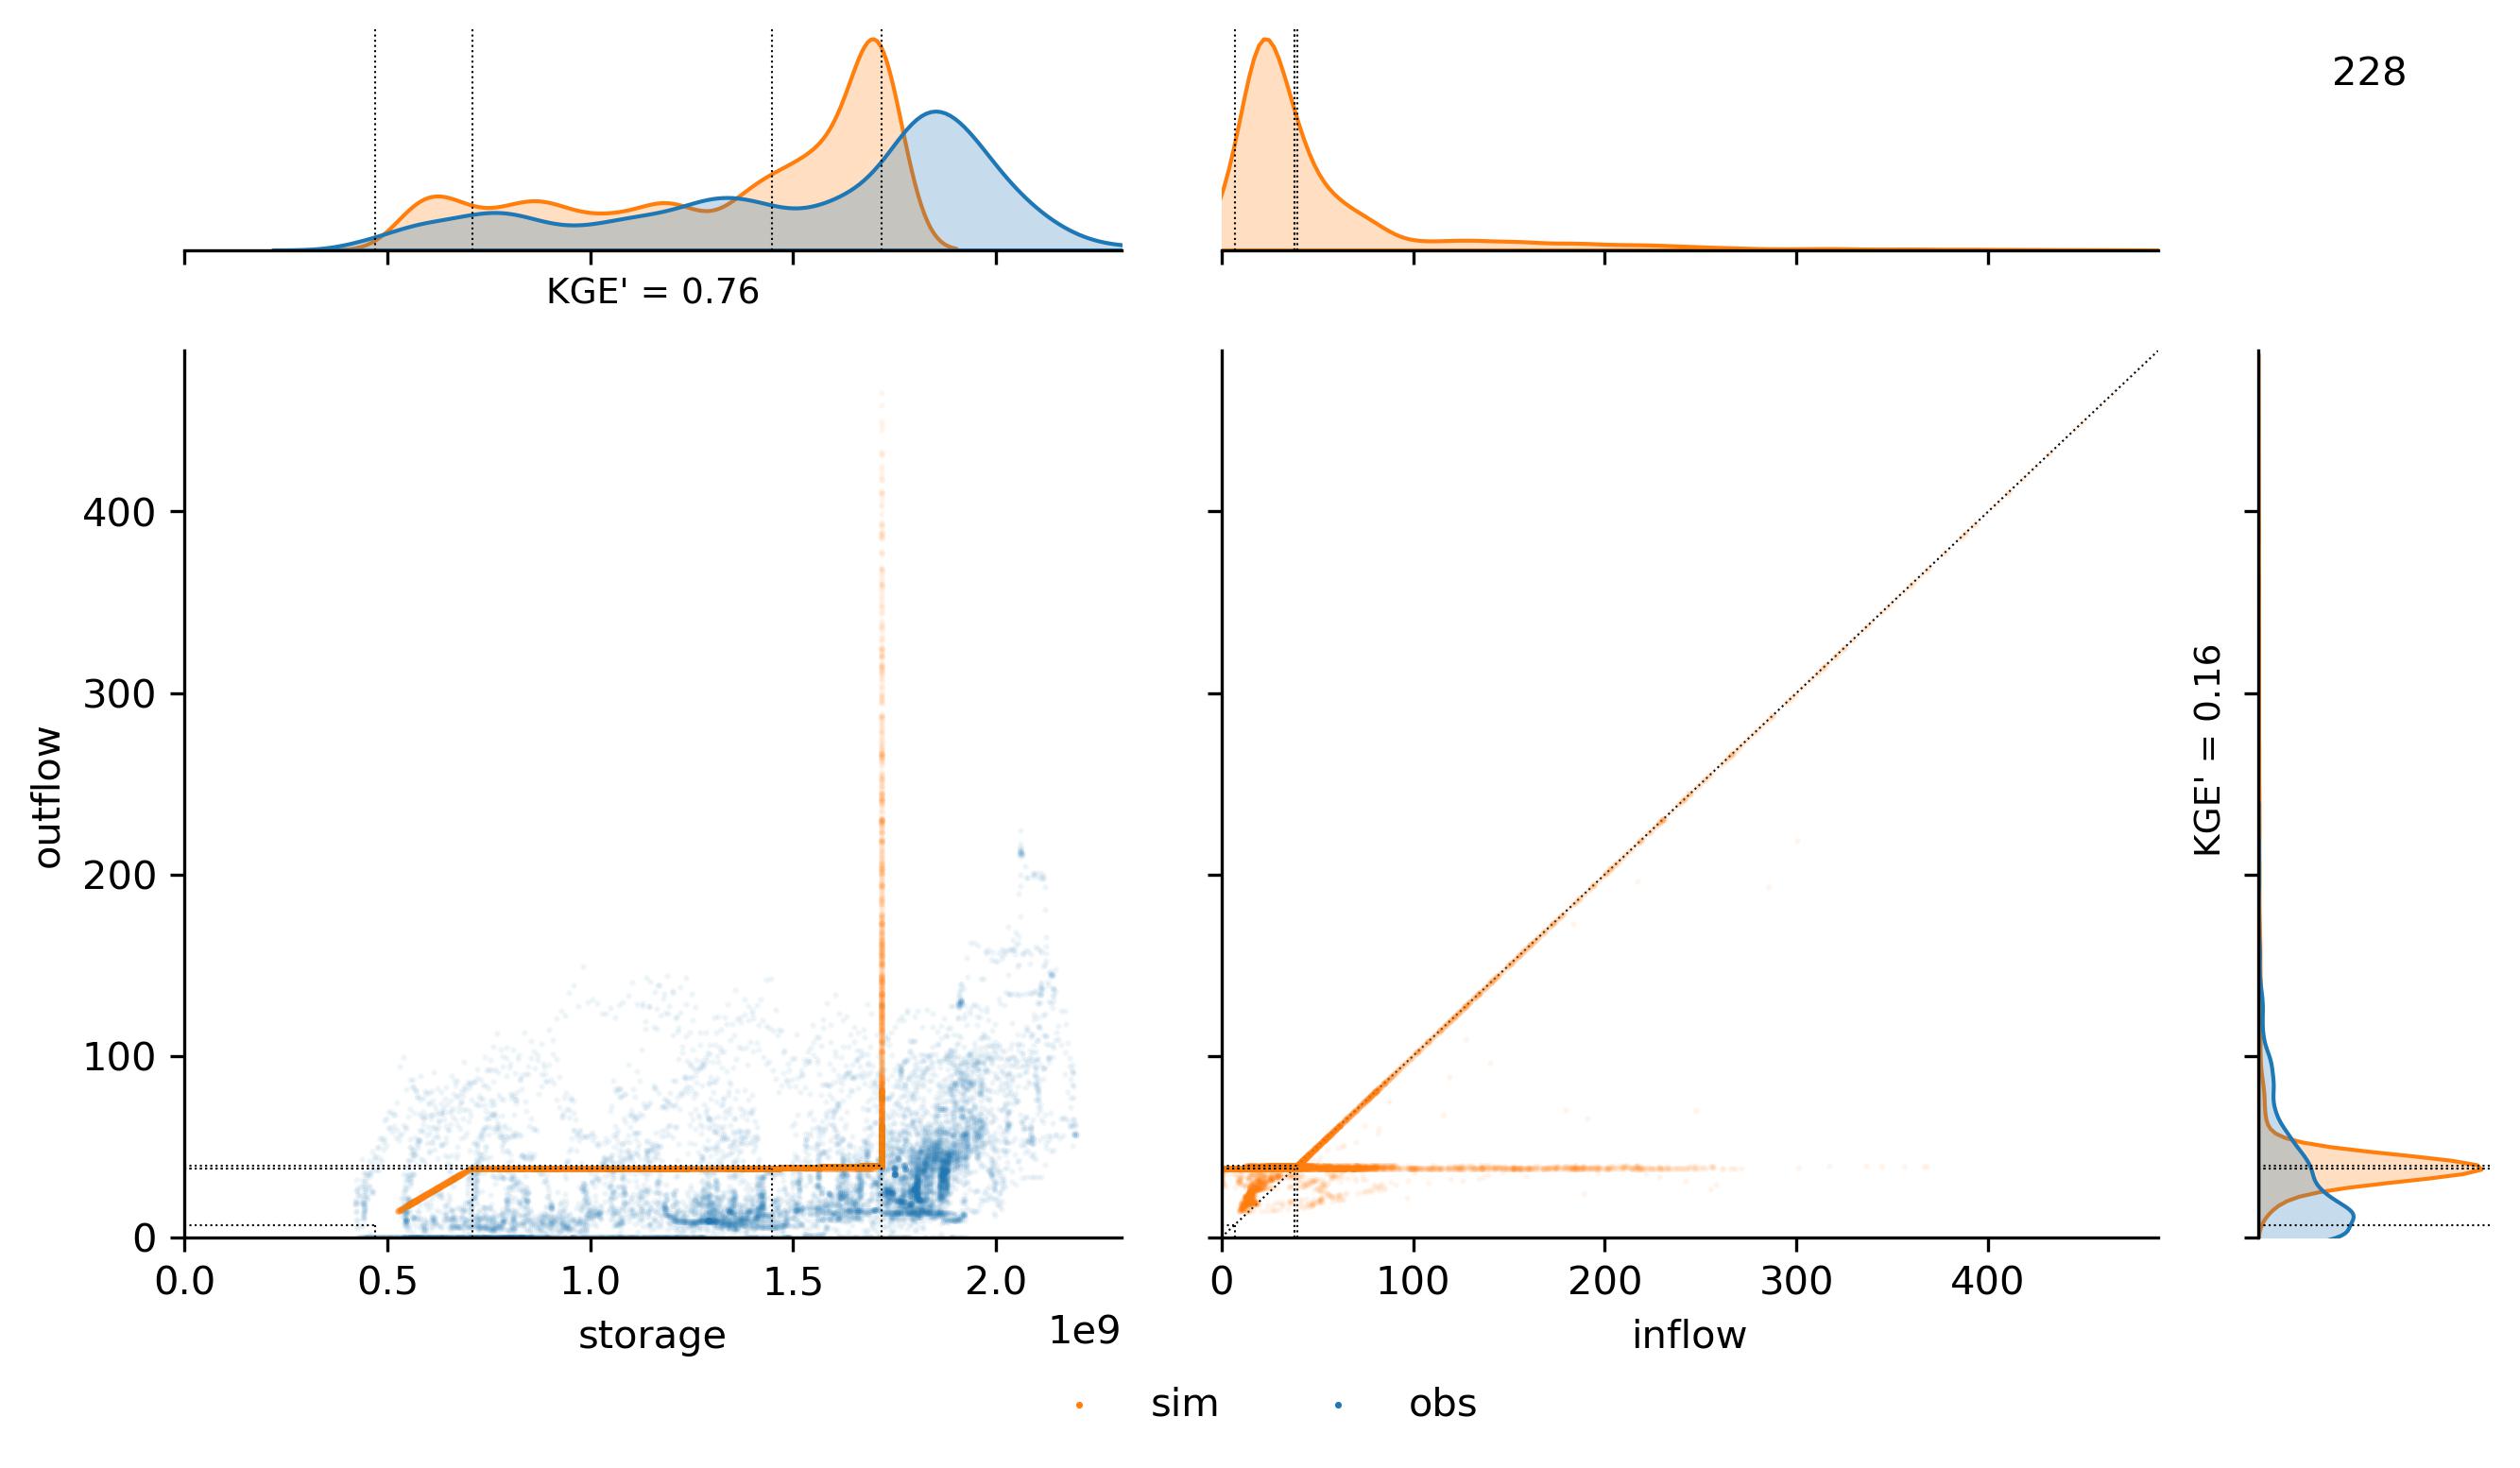 228
KGE' = 0.76
outflow
400
300
200
100
0
KGE' = 0.16
0.0 0.5 1.0 1.5 2.0
0 100 200 300 400
storage
1e9
inflow
sim obs